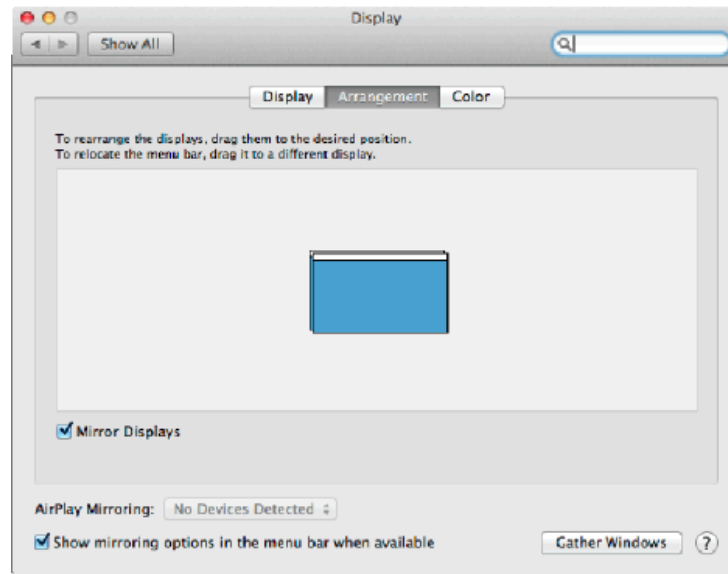 Display
Show All
Display Arrangement Color
To rearrange the displays, drag them to the desired position.
To relocate the menu bar, drag it to a different display.
Mirror Displays
AirPlay Mirroring: No Devices Detected
Show mirroring options in the menu bar when available
Gather Windows ?